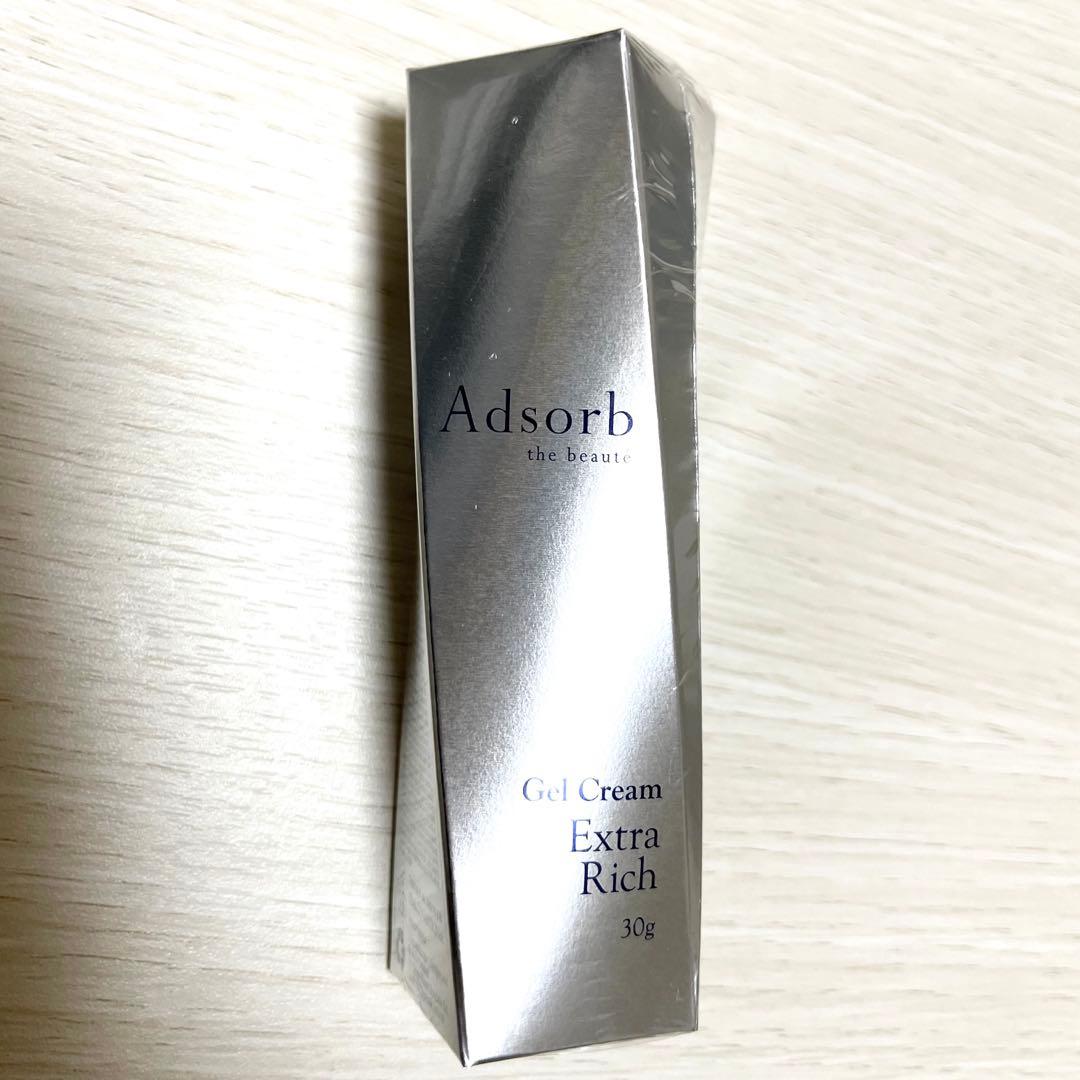 Adsorb
the beaute
Gel Cream
Extra
Rich
30g